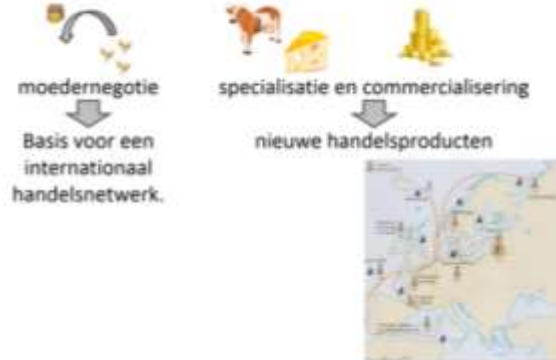 moedernegotie
specialisatie en commercialisering
Basis voor een
internationaal
handelsnetwerk.
nieuwe handelsproducten